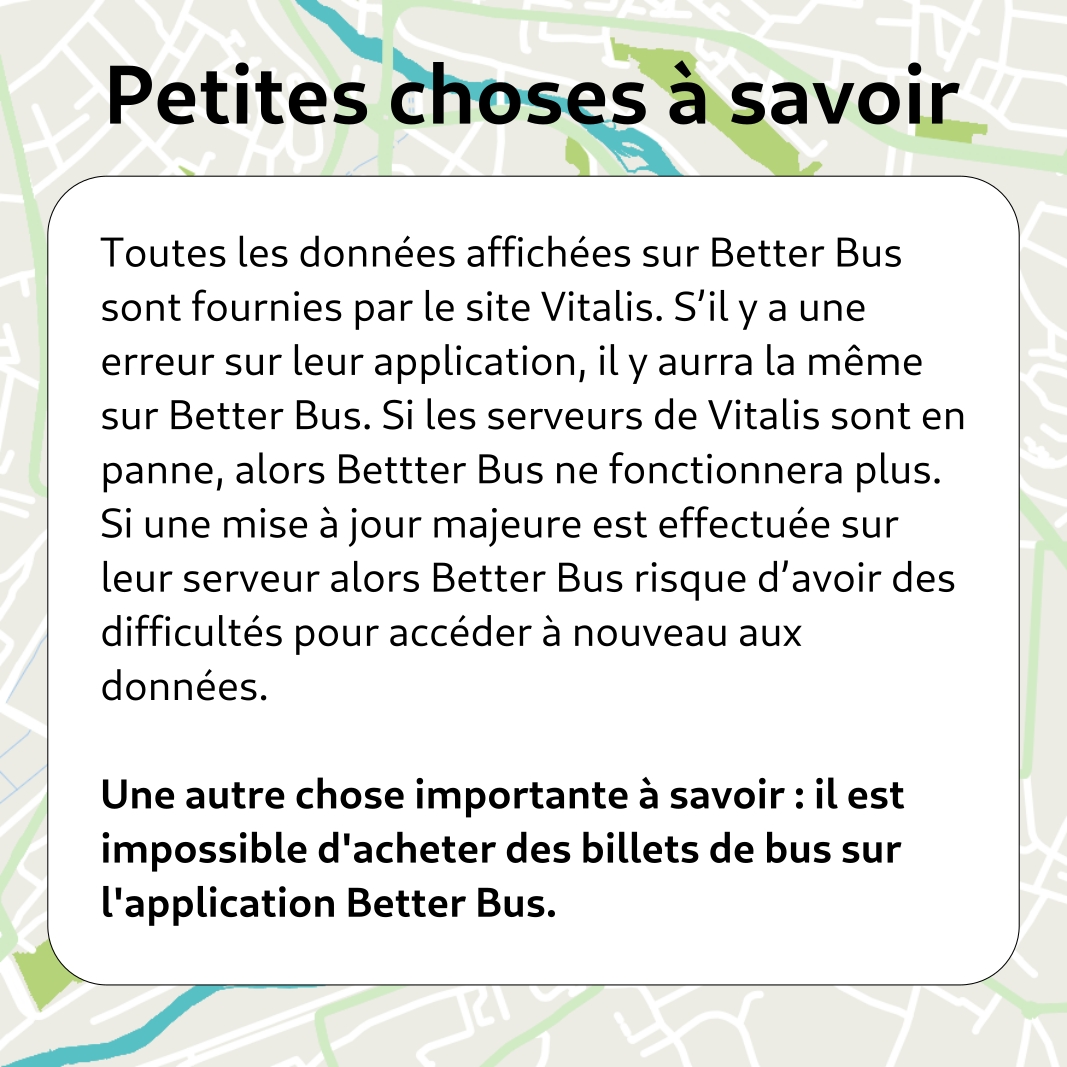 Petites choses à savoir
Toutes les données affichées sur Better Bus
sont fournies par le site Vitalis. S’il y a une
erreur sur leur application, il y aurra la même
sur Better Bus. Si les serveurs de Vitalis sont en
panne, alors Bettter Bus ne fonctionnera plus.
Si une mise à jour majeure est effectuée sur
leur serveur alors Better Bus risque d’avoir des
difficultés pour accéder à nouveau aux
données.
Une autre chose importante à savoir : il est
impossible d'acheter des billets de bus sur
l'application Better Bus.